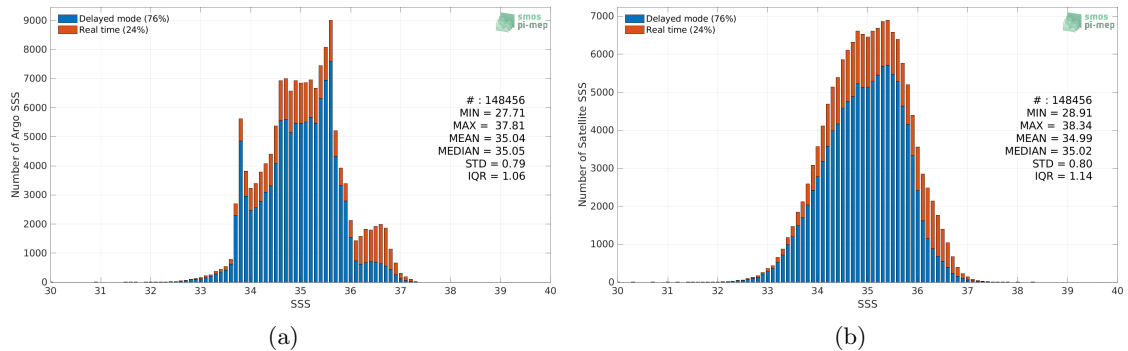 Delayed mode (76%)
Real time (24%)
smos
pi-mep
9000
8000
7000
6000
5000
4000
3000
2000
1000
0
Number of Argo SSS
# : 148456
MIN = 27.71
MAX = 37.81
MEAN = 35.04
MEDIAN = 35.05
STD = 0.79
IQR = 1.06
30 31 32 33 34 35 36 37 38 39 40
SSS
(a)
Delayed mode (76%)
Real time (24%)
smos
pi-mep
7000
6000
5000
4000
3000
2000
1000
0
Number of Satellite SSS
# : 148456
MIN = 28.91
MAX = 38.34
MEAN = 34.99
MEDIAN = 35.02
STD = 0.80
IQR = 1.14
30 31 32 33 34 35 36 37 38 39 40
SSS
(b)